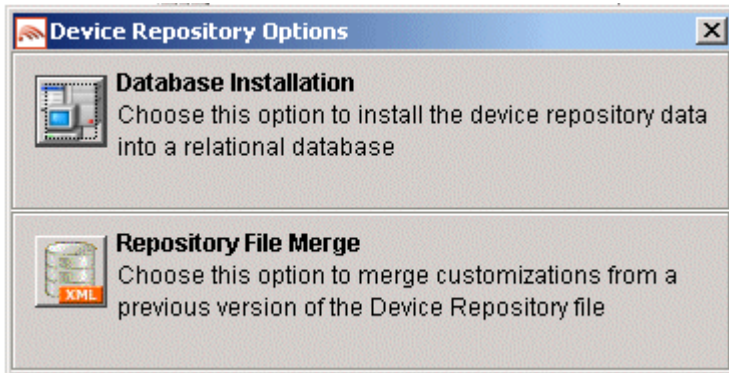 Device Repository Options
Database Installation
Choose this option to install the device repository data
into a relational database
Repository File Merge
XML
Choose this option to merge customizations from a
previous version of the Device Repository file